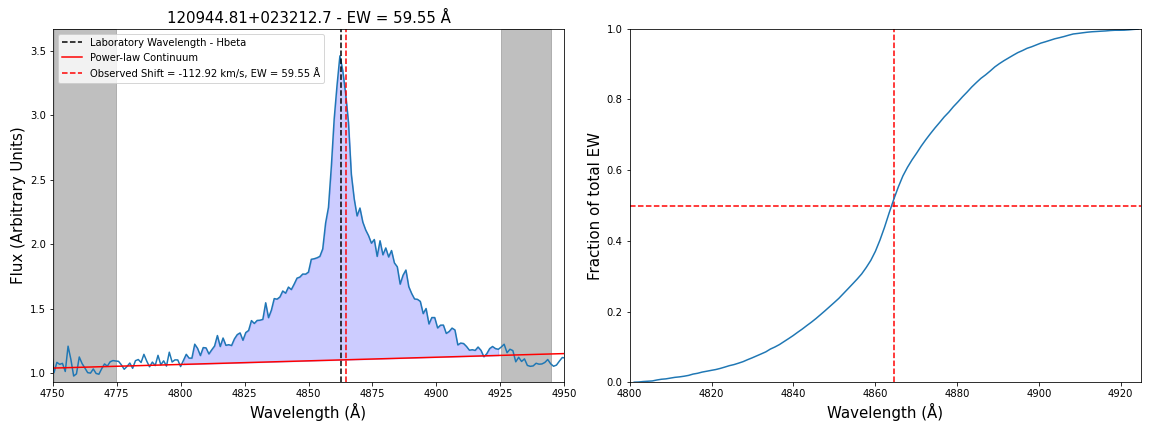 120944.81+023212.7 - EW = 59.55 Å
Laboratory Wavelength - Hbeta
Power-law Continuum
Observed Shift = -112.92 km/s, EW = 59.55 Å
Flux (Arbitrary Units)
3.5
3.0
2.5
2.0
1.5
1.0
4750 4775 4800 4825 4850 4875 4900 4925 4950
Wavelength (Å)
Fraction of total EW
1.0
0.8
0.6
0.4
0.2
0.0
4800 4820 4840 4860 4880 4900 4920
Wavelength (Å)